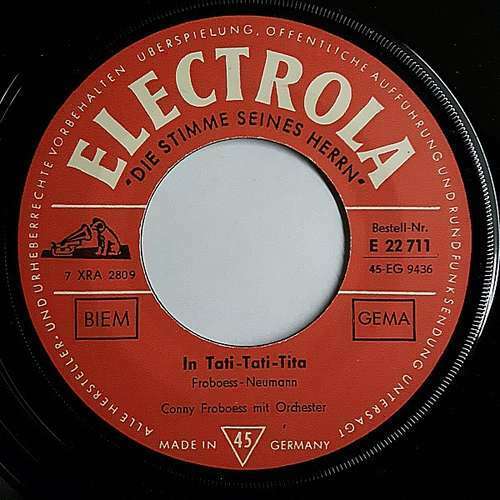 ALLE HERSTELLER-UND URHEBERRECHTE VORBEHALTEN ÜBERSPIELUNG, ÖFFENTLICHE AUFFÜHRUNG UND RUNDFUNKSENDUNG UNTERSAGT
ELECTROLA
"DIE STIMME SEINES HERRN"
7 XRA 2809
Bestell-Nr.
E 22 711
45-EG 9436
BIEM
GEMA
In Tati-Tati-Tita
Froboess-Neumann
Conny Froboess mit Orchester
MADE IN 45 GERMANY